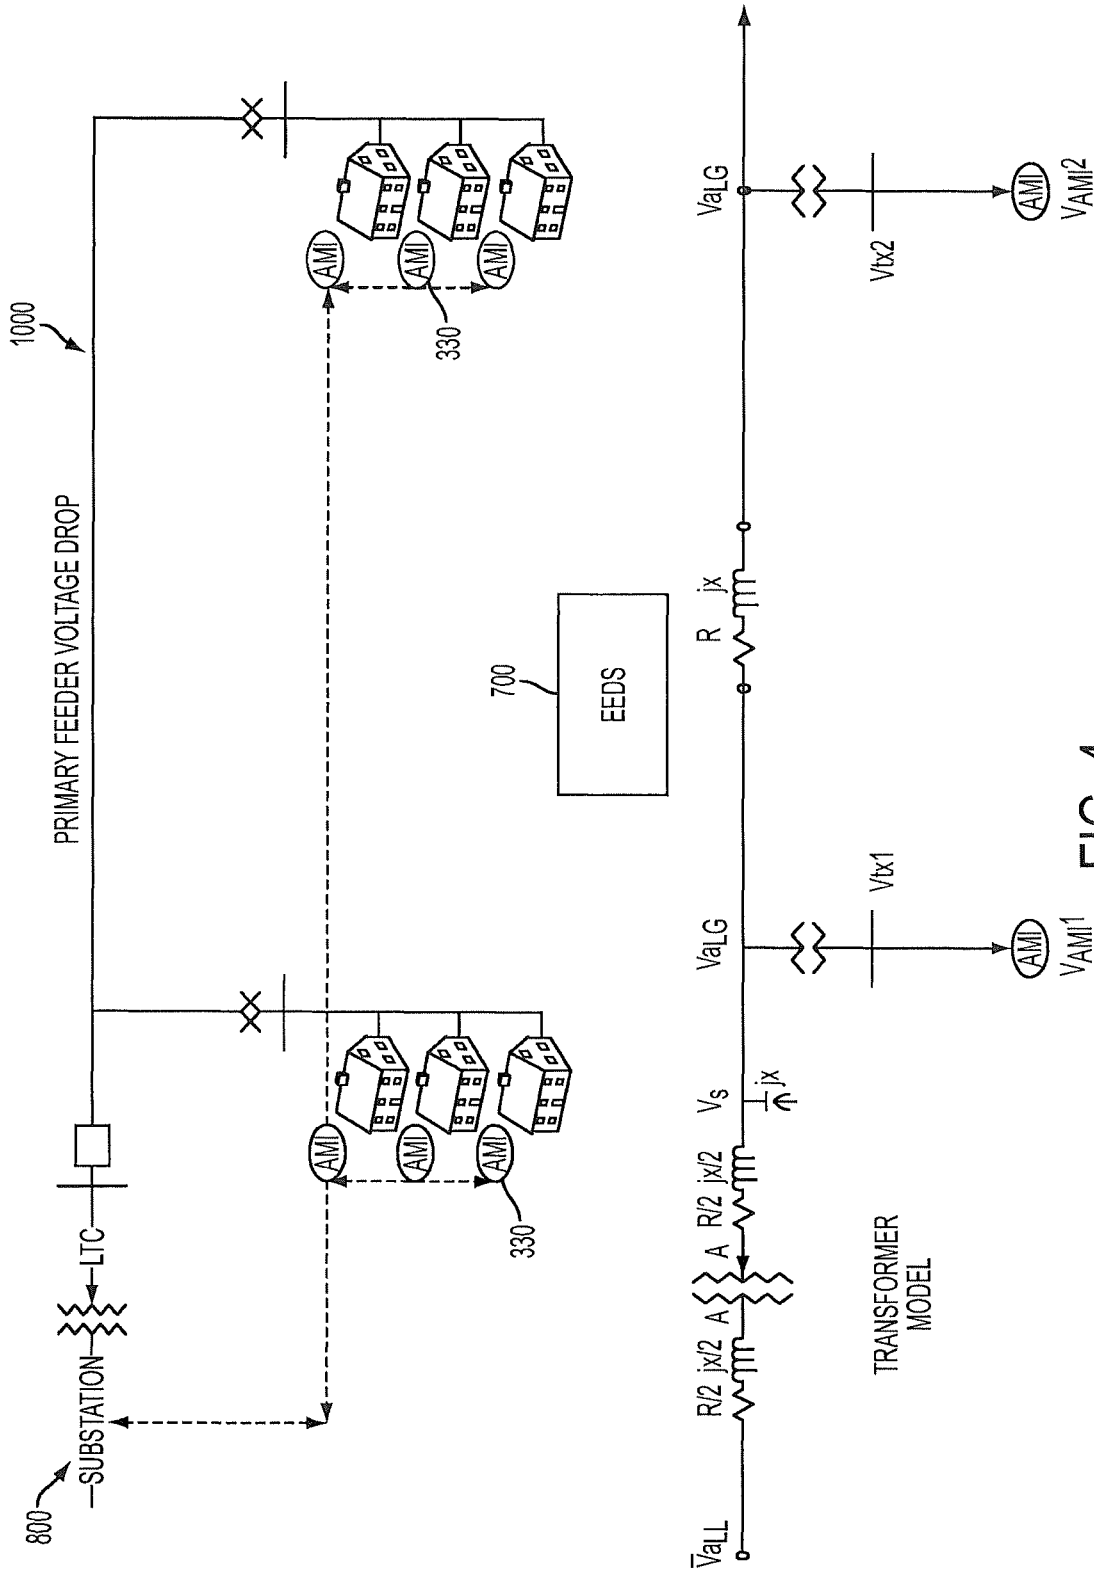 PRIMARY FEEDER VOLTAGE DROP
1000
800
SUBSTATION
LTC
AMI
AMI
AMI
330
AMI
AMI
AMI
330
700
EEDS
V̅aLL
R/2 jx/2
A
A
R/2 jx/2
VS
jx
VaLG
R
jx
VaLG
TRANSFORMER
MODEL
Vtx1
AMI
VAMI1
Vtx2
AMI
VAMI2